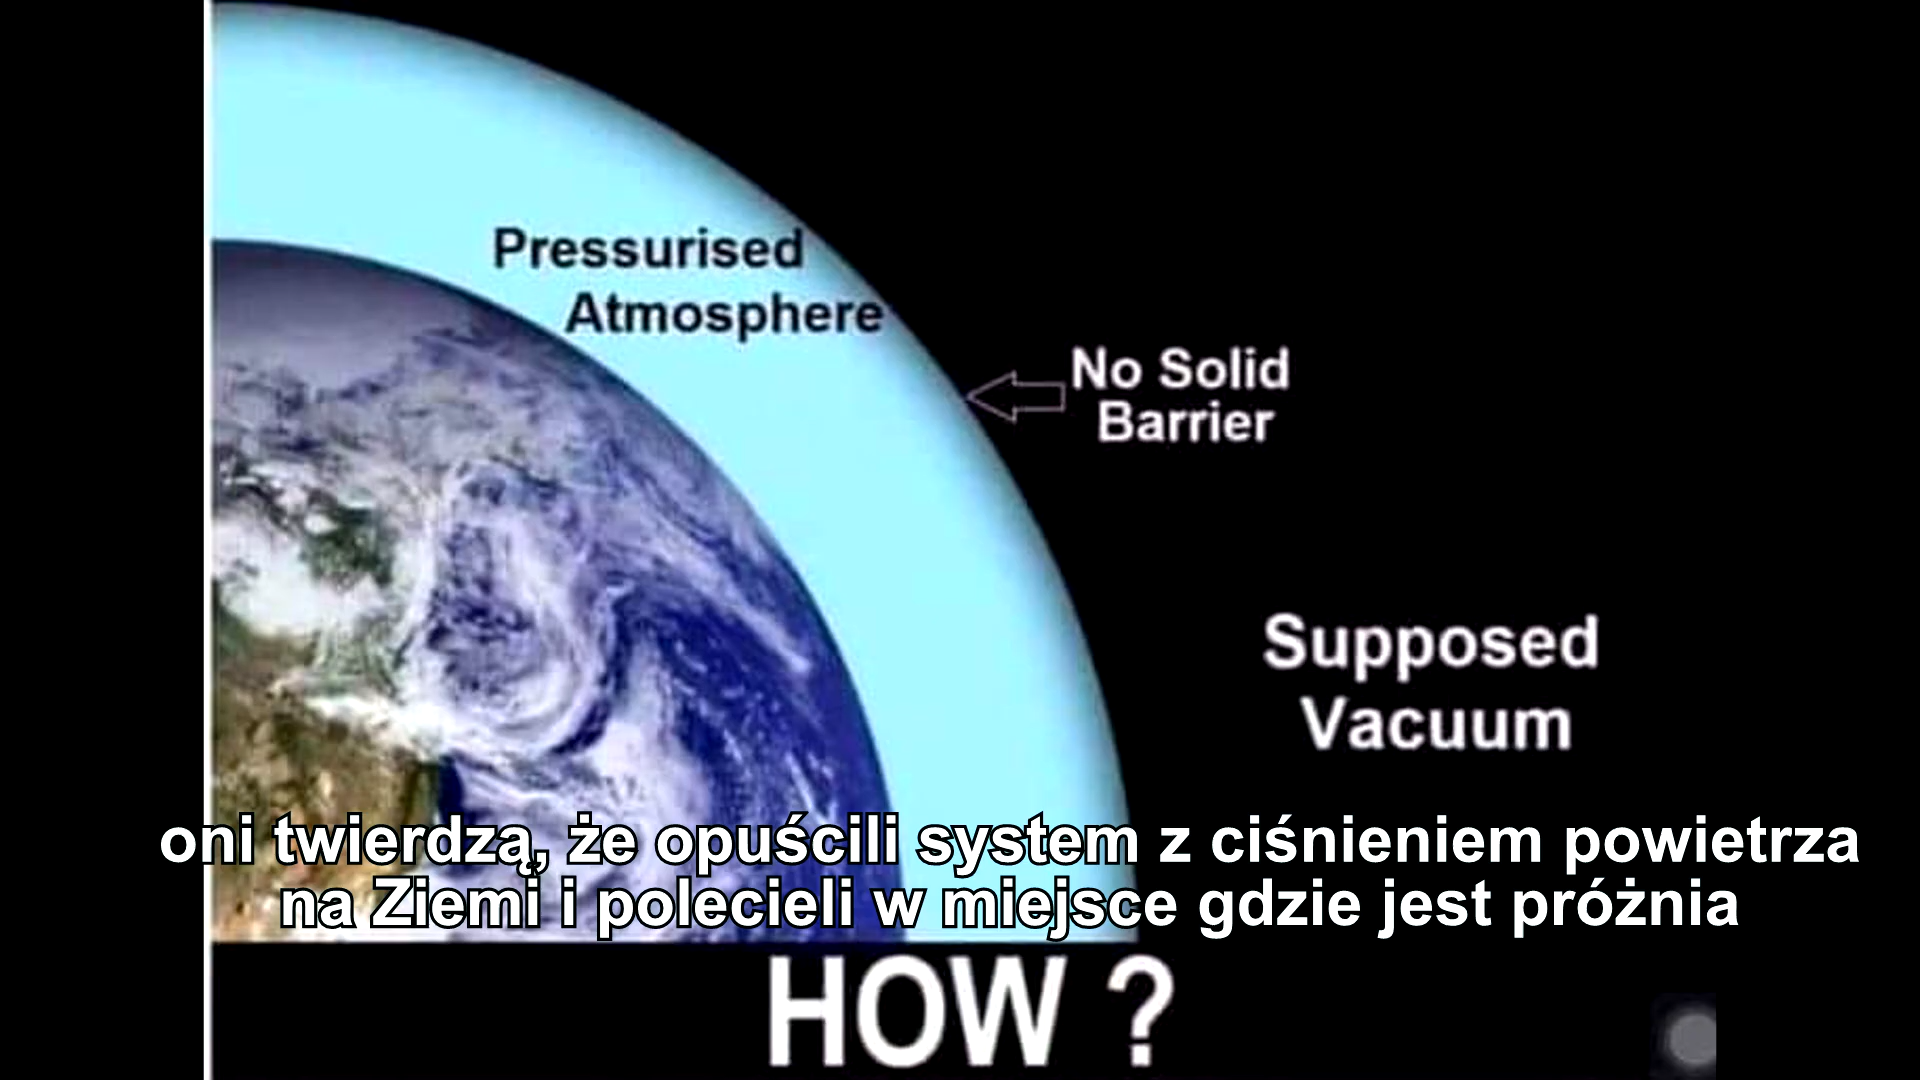 Pressurised
Atmosphere
No Solid
Barrier
Supposed
Vacuum
oni twierdzą, że opuścili system z ciśnieniem powietrza
na Ziemi i polecieli w miejsce gdzie jest próżnia
HOW ?